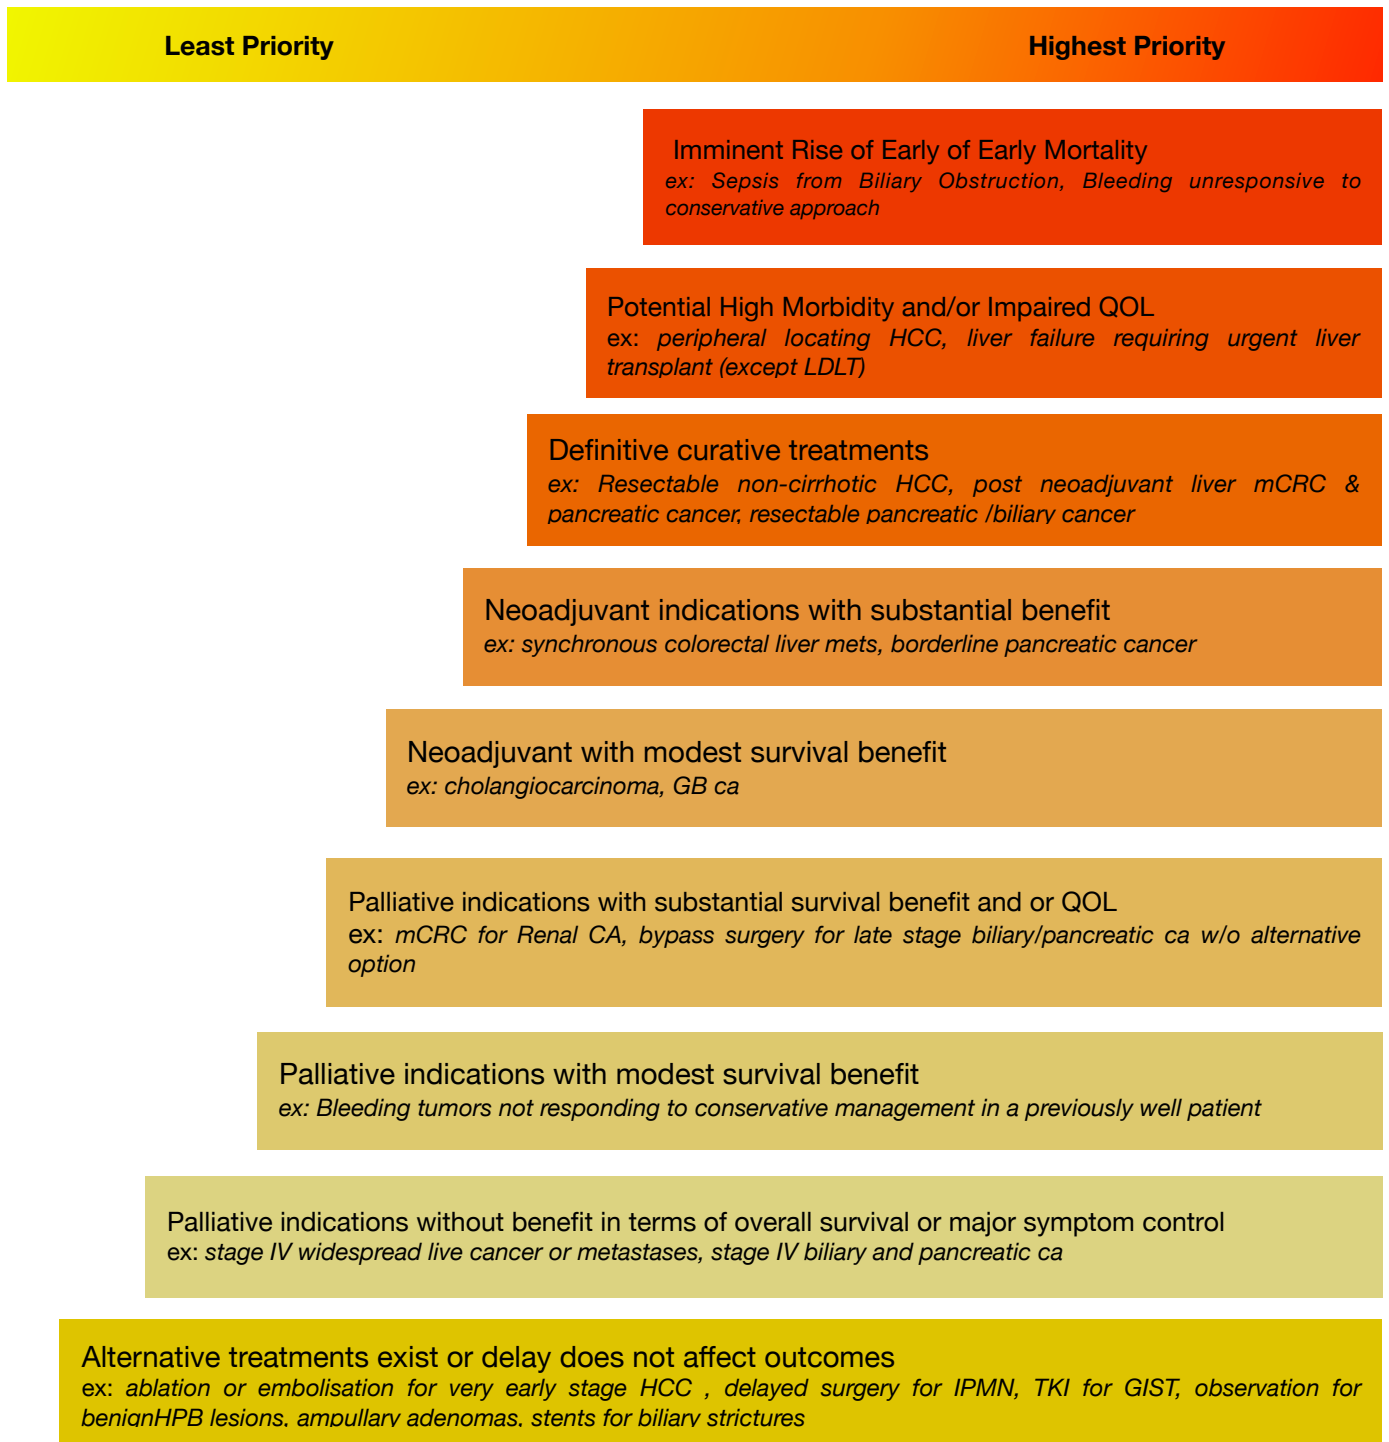 Least Priority Highest Priority
Imminent Rise of Early of Early Mortality
ex: Sepsis from Biliary Obstruction, Bleeding unresponsive to
conservative approach
Potential High Morbidity and/or Impaired QOL
ex: peripheral locating HCC, liver failure requiring urgent liver
transplant (except LDLT)
Definitive curative treatments
ex: Resectable non-cirrhotic HCC, post neoadjuvant liver mCRC &
pancreatic cancer, resectable pancreatic /biliary cancer
Neoadjuvant indications with substantial benefit
ex: synchronous colorectal liver mets, borderline pancreatic cancer
Neoadjuvant with modest survival benefit
ex: cholangiocarcinoma, GB ca
Palliative indications with substantial survival benefit and or QOL
ex: mCRC for Renal CA, bypass surgery for late stage biliary/pancreatic ca w/o alternative
option
Palliative indications with modest survival benefit
ex: Bleeding tumors not responding to conservative management in a previously well patient
Palliative indications without benefit in terms of overall survival or major symptom control
ex: stage IV widespread live cancer or metastases, stage IV biliary and pancreatic ca
Alternative treatments exist or delay does not affect outcomes
ex: ablation or embolisation for very early stage HCC , delayed surgery for IPMN, TKI for GIST, observation for
benignHPB lesions, ampullary adenomas, stents for biliary strictures